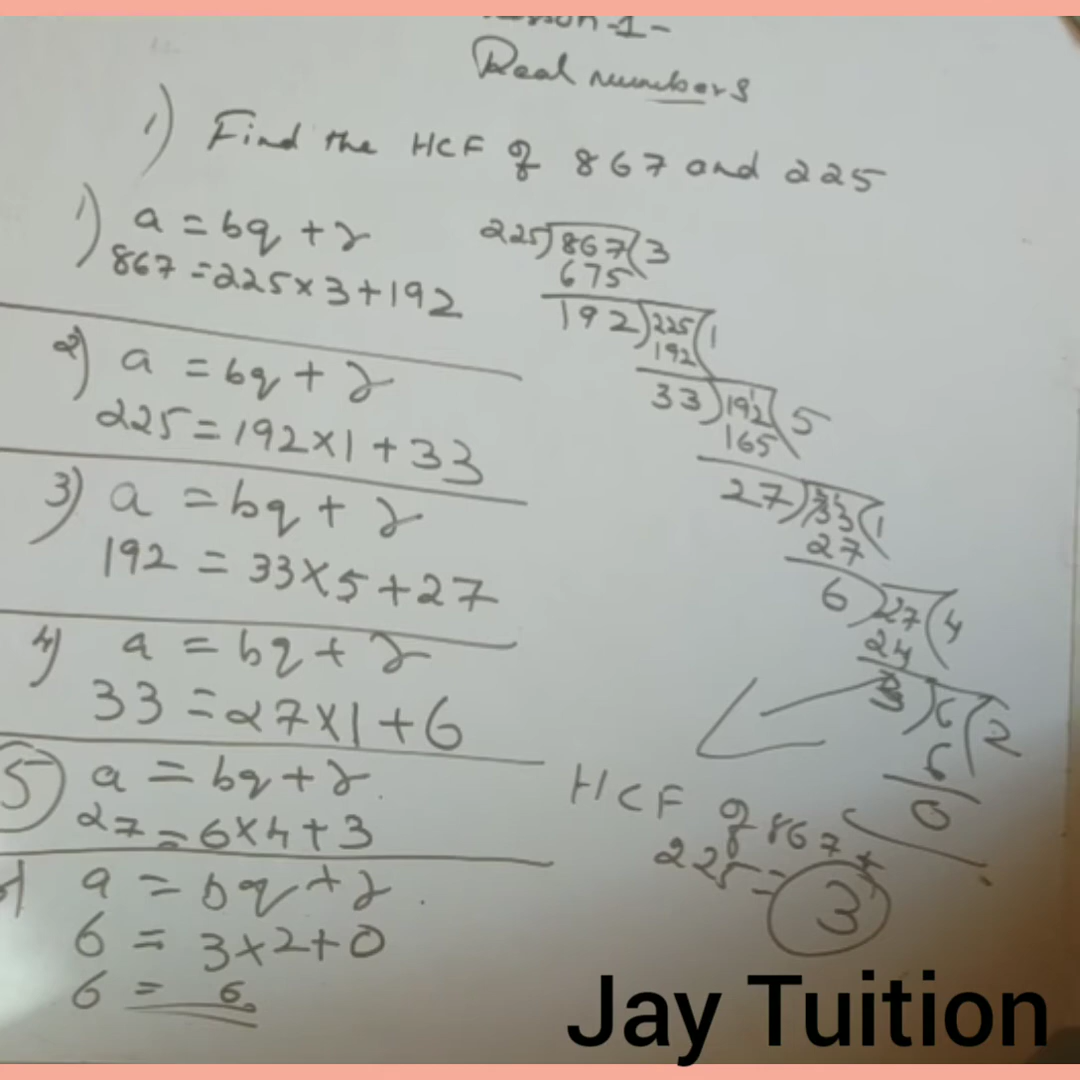 Real numbers
1) Find the HCF of 867 and 225
1) a = bq + r
867 = 225 × 3 + 192
2) a = bq + r
225 = 192 × 1 + 33
3) a = bq + r
192 = 33 × 5 + 27
4) a = bq + r
33 = 27 × 1 + 6
5) a = bq + r
27 = 6 × 4 + 3
a = bq + r
6 = 3 × 2 + 0
6 = 6
225) 867 ( 3
675
192) 225 ( 1
192
33) 192 ( 5
165
27) 33 ( 1
27
6) 27 ( 4
24
3) 6 ( 2
6
0
HCF of 867 +
225 = 3
Jay Tuition